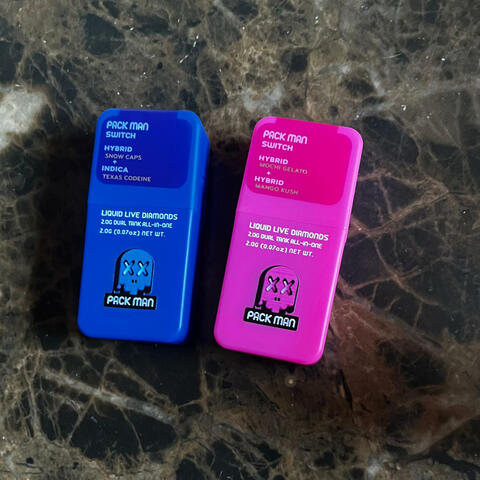 PACK MAN
SWITCH
HYBRID
SNOW CAPS
+
INDICA
TEXAS CODEINE
LIQUID LIVE DIAMONDS
2.0G DUAL TANK ALL-IN-ONE
2.0G (0.07oz) NET WT.
PACK MAN
PACK MAN
SWITCH
HYBRID
MOCHI GELATO
+
HYBRID
MANGO KUSH
LIQUID LIVE DIAMONDS
2.0G DUAL TANK ALL-IN-ONE
2.0G (0.07oz) NET WT.
PACK MAN